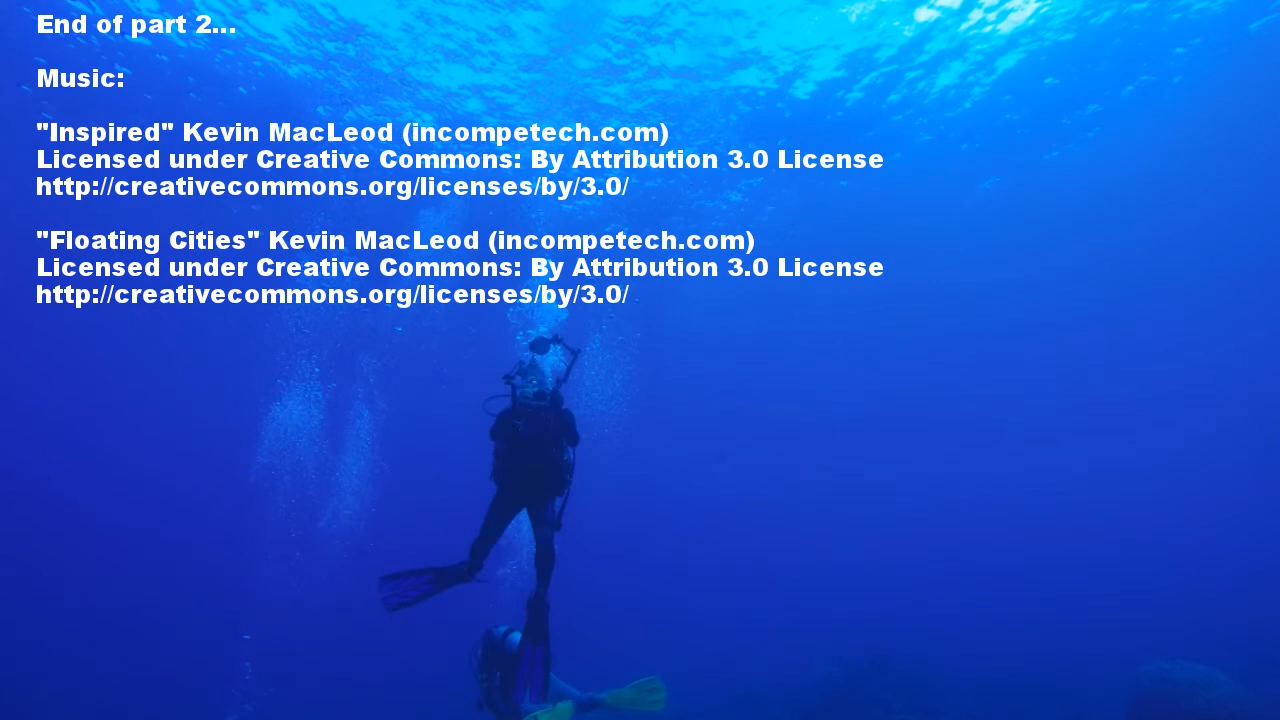 End of part 2...
Music:
"Inspired" Kevin MacLeod (incompetech.com)
Licensed under Creative Commons: By Attribution 3.0 License
http://creativecommons.org/licenses/by/3.0/
"Floating Cities" Kevin MacLeod (incompetech.com)
Licensed under Creative Commons: By Attribution 3.0 License
http://creativecommons.org/licenses/by/3.0/